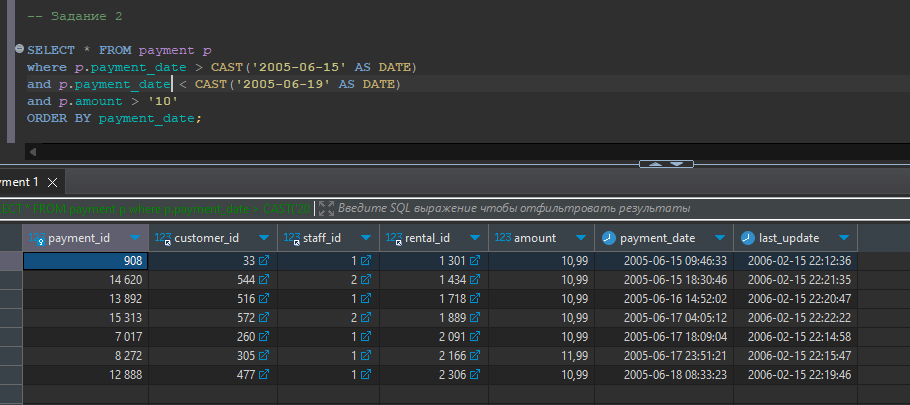 -- Задание 2
SELECT * FROM payment p
where p.payment_date > CAST('2005-06-15' AS DATE)
and p.payment_date < CAST('2005-06-19' AS DATE)
and p.amount > '10'
ORDER BY payment_date;
yment 1
ECT * FROM payment p where p.payment_date > CAST('20 Введите SQL выражение чтобы отфильтровать результаты
123 payment_id 123 customer_id 123 staff_id 123 rental_id 123 amount payment_date last_update
908 33 1 1 301 10,99 2005-06-15 09:46:33 2006-02-15 22:12:36
14 620 544 2 1 434 10,99 2005-06-15 18:30:46 2006-02-15 22:21:35
13 892 516 1 1 718 10,99 2005-06-16 14:52:02 2006-02-15 22:20:47
15 313 572 2 1 889 10,99 2005-06-17 04:05:12 2006-02-15 22:22:22
7 017 260 1 2 091 10,99 2005-06-17 18:09:04 2006-02-15 22:14:58
8 272 305 1 2 166 11,99 2005-06-17 23:51:21 2006-02-15 22:15:47
12 888 477 1 2 306 10,99 2005-06-18 08:33:23 2006-02-15 22:19:46